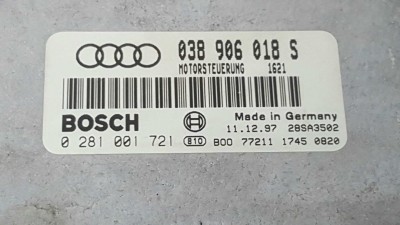 038 906 018 S
MOTORSTEUERUNG 1621
BOSCH
Made in Germany
11.12.97 28SA3502
0 281 001 721 810 B00 77211 1745 0820